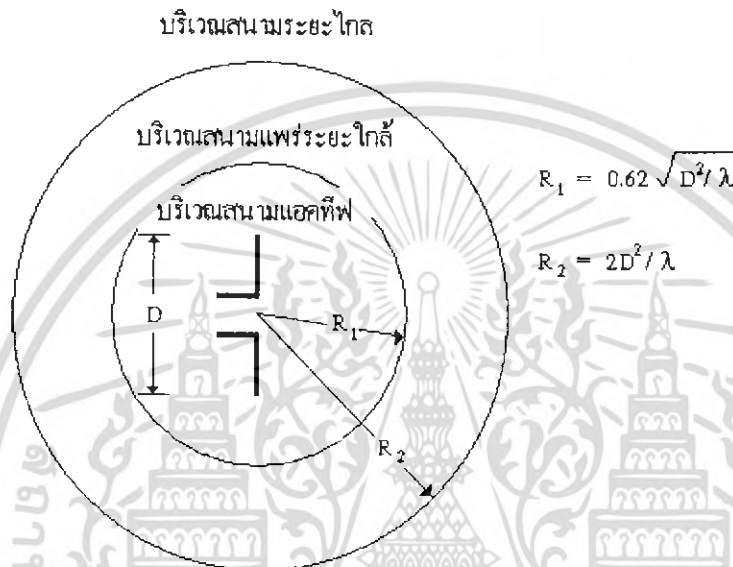 บริเวณสนามระยะไกล
บริเวณสนามแพร่ระยะใกล้
บริเวณสนามแอคทีฟ
R₁ = 0.62 √D²/λ
R₂ = 2D²/λ
D
R₁
R₂